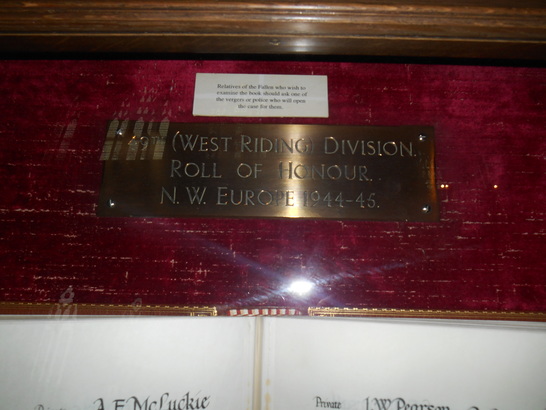 Relatives of the Fallen who wish to
examine the book should ask one of
the vergers or police who will open
the case for them.
49TH (WEST RIDING) DIVISION.
ROLL OF HONOUR.
N. W. EUROPE 1944-45.
A.F. McLuckie
Private J.W. Pearson